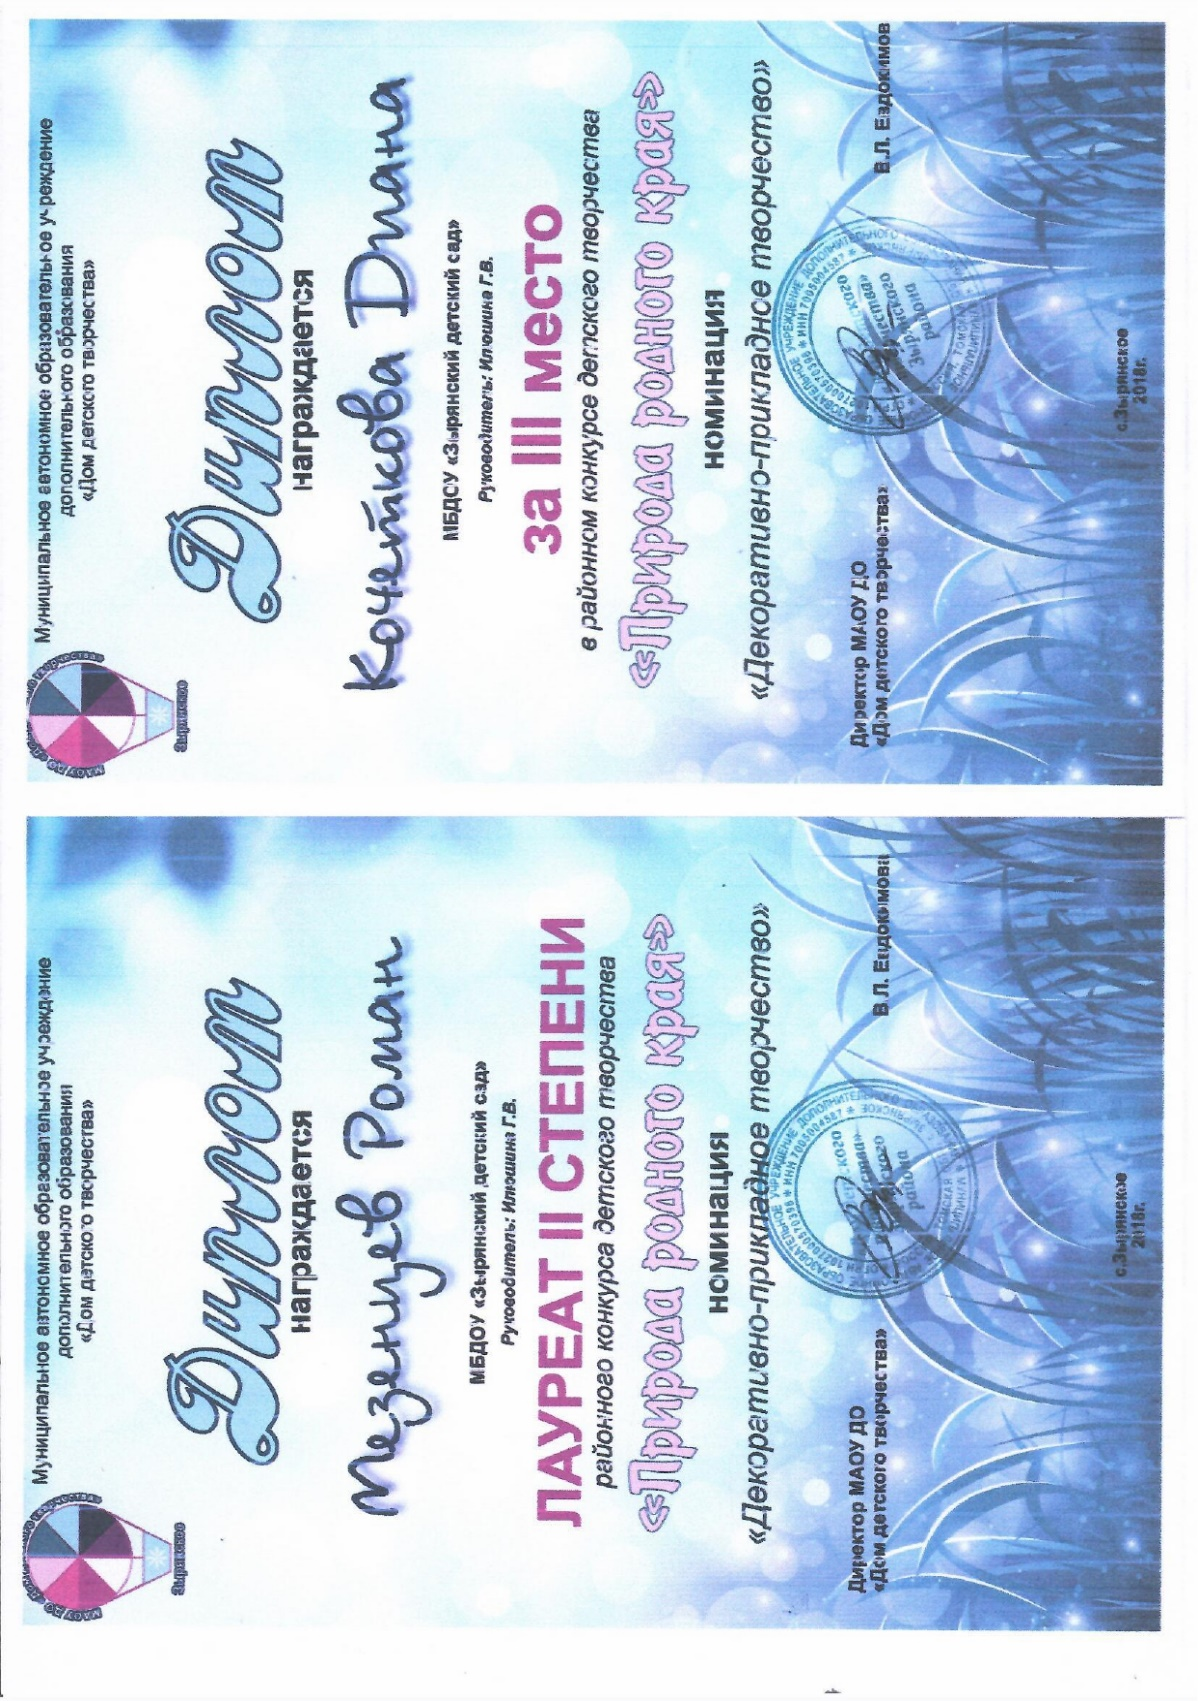 Муниципальное автономное образовательное учреждение
дополнительного образования
«Дом детского творчества»
Зырянское
Диплом
награждается
Мезенцев Роман
МБДОУ «Зырянский детский сад»
Руководитель: Илюшина Г.В.
ЛАУРЕАТ II СТЕПЕНИ
районного конкурса детского творчества
«Природа родного края»
НОМИНАЦИЯ
«Декоративно-прикладное творчество»
Директор МАОУ ДО
«Дом детского творчества»
В.Л. Евдокимова
с.Зырянское
2018г.
Муниципальное автономное образовательное учреждение
дополнительного образования
«Дом детского творчества»
Зырянское
Диплом
награждается
Кочеткова Диана
МБДОУ «Зырянский детский сад»
Руководитель: Илюшина Г.В.
за III место
в районном конкурсе детского творчества
«Природа родного края»
НОМИНАЦИЯ
«Декоративно-прикладное творчество»
Директор МАОУ ДО
«Дом детского творчества»
В.Л. Евдокимов
с.Зырянское
2018г.